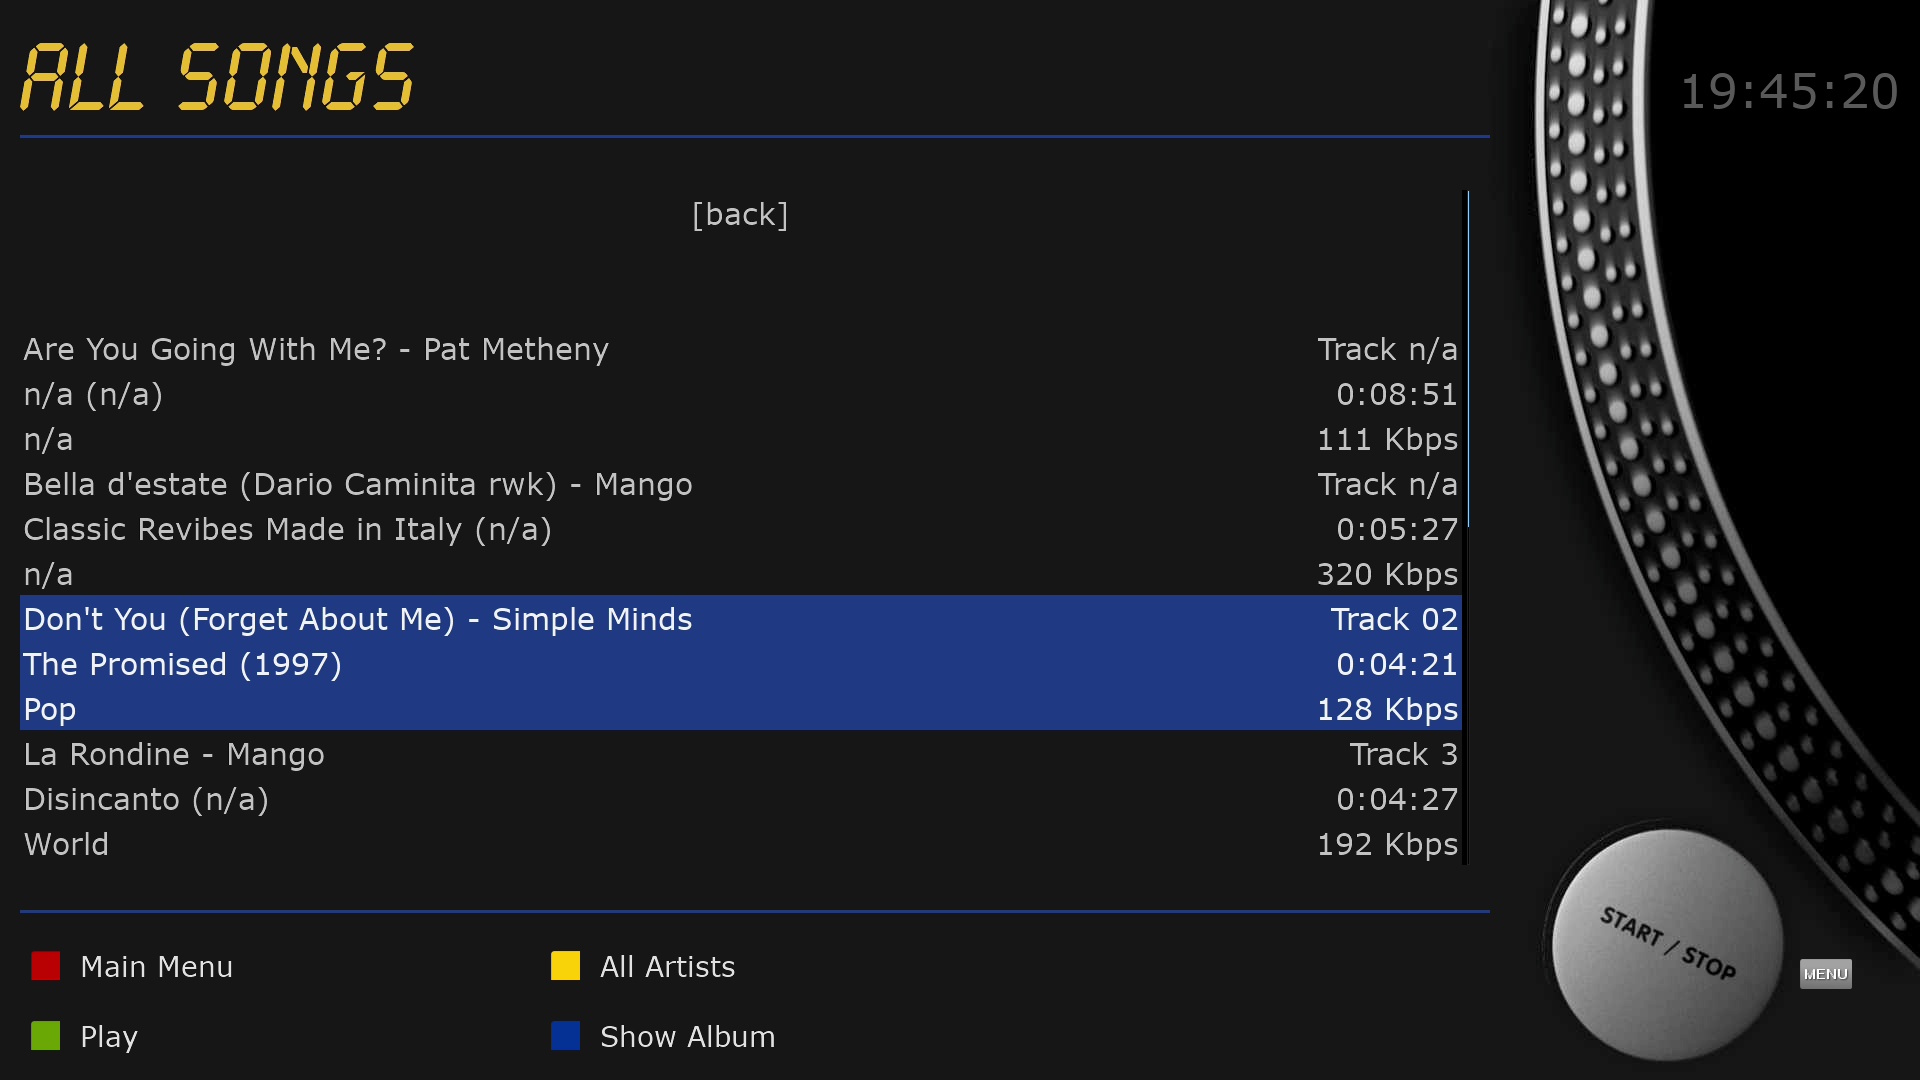 ALL SONGS
19:45:20
[back]
Are You Going With Me? - Pat Metheny Track n/a
n/a (n/a) 0:08:51
n/a 111 Kbps
Bella d'estate (Dario Caminita rwk) - Mango Track n/a
Classic Revibes Made in Italy (n/a) 0:05:27
n/a 320 Kbps
Don't You (Forget About Me) - Simple Minds Track 02
The Promised (1997) 0:04:21
Pop 128 Kbps
La Rondine - Mango Track 3
Disincanto (n/a) 0:04:27
World 192 Kbps
Main Menu All Artists
Play Show Album
START / STOP
MENU